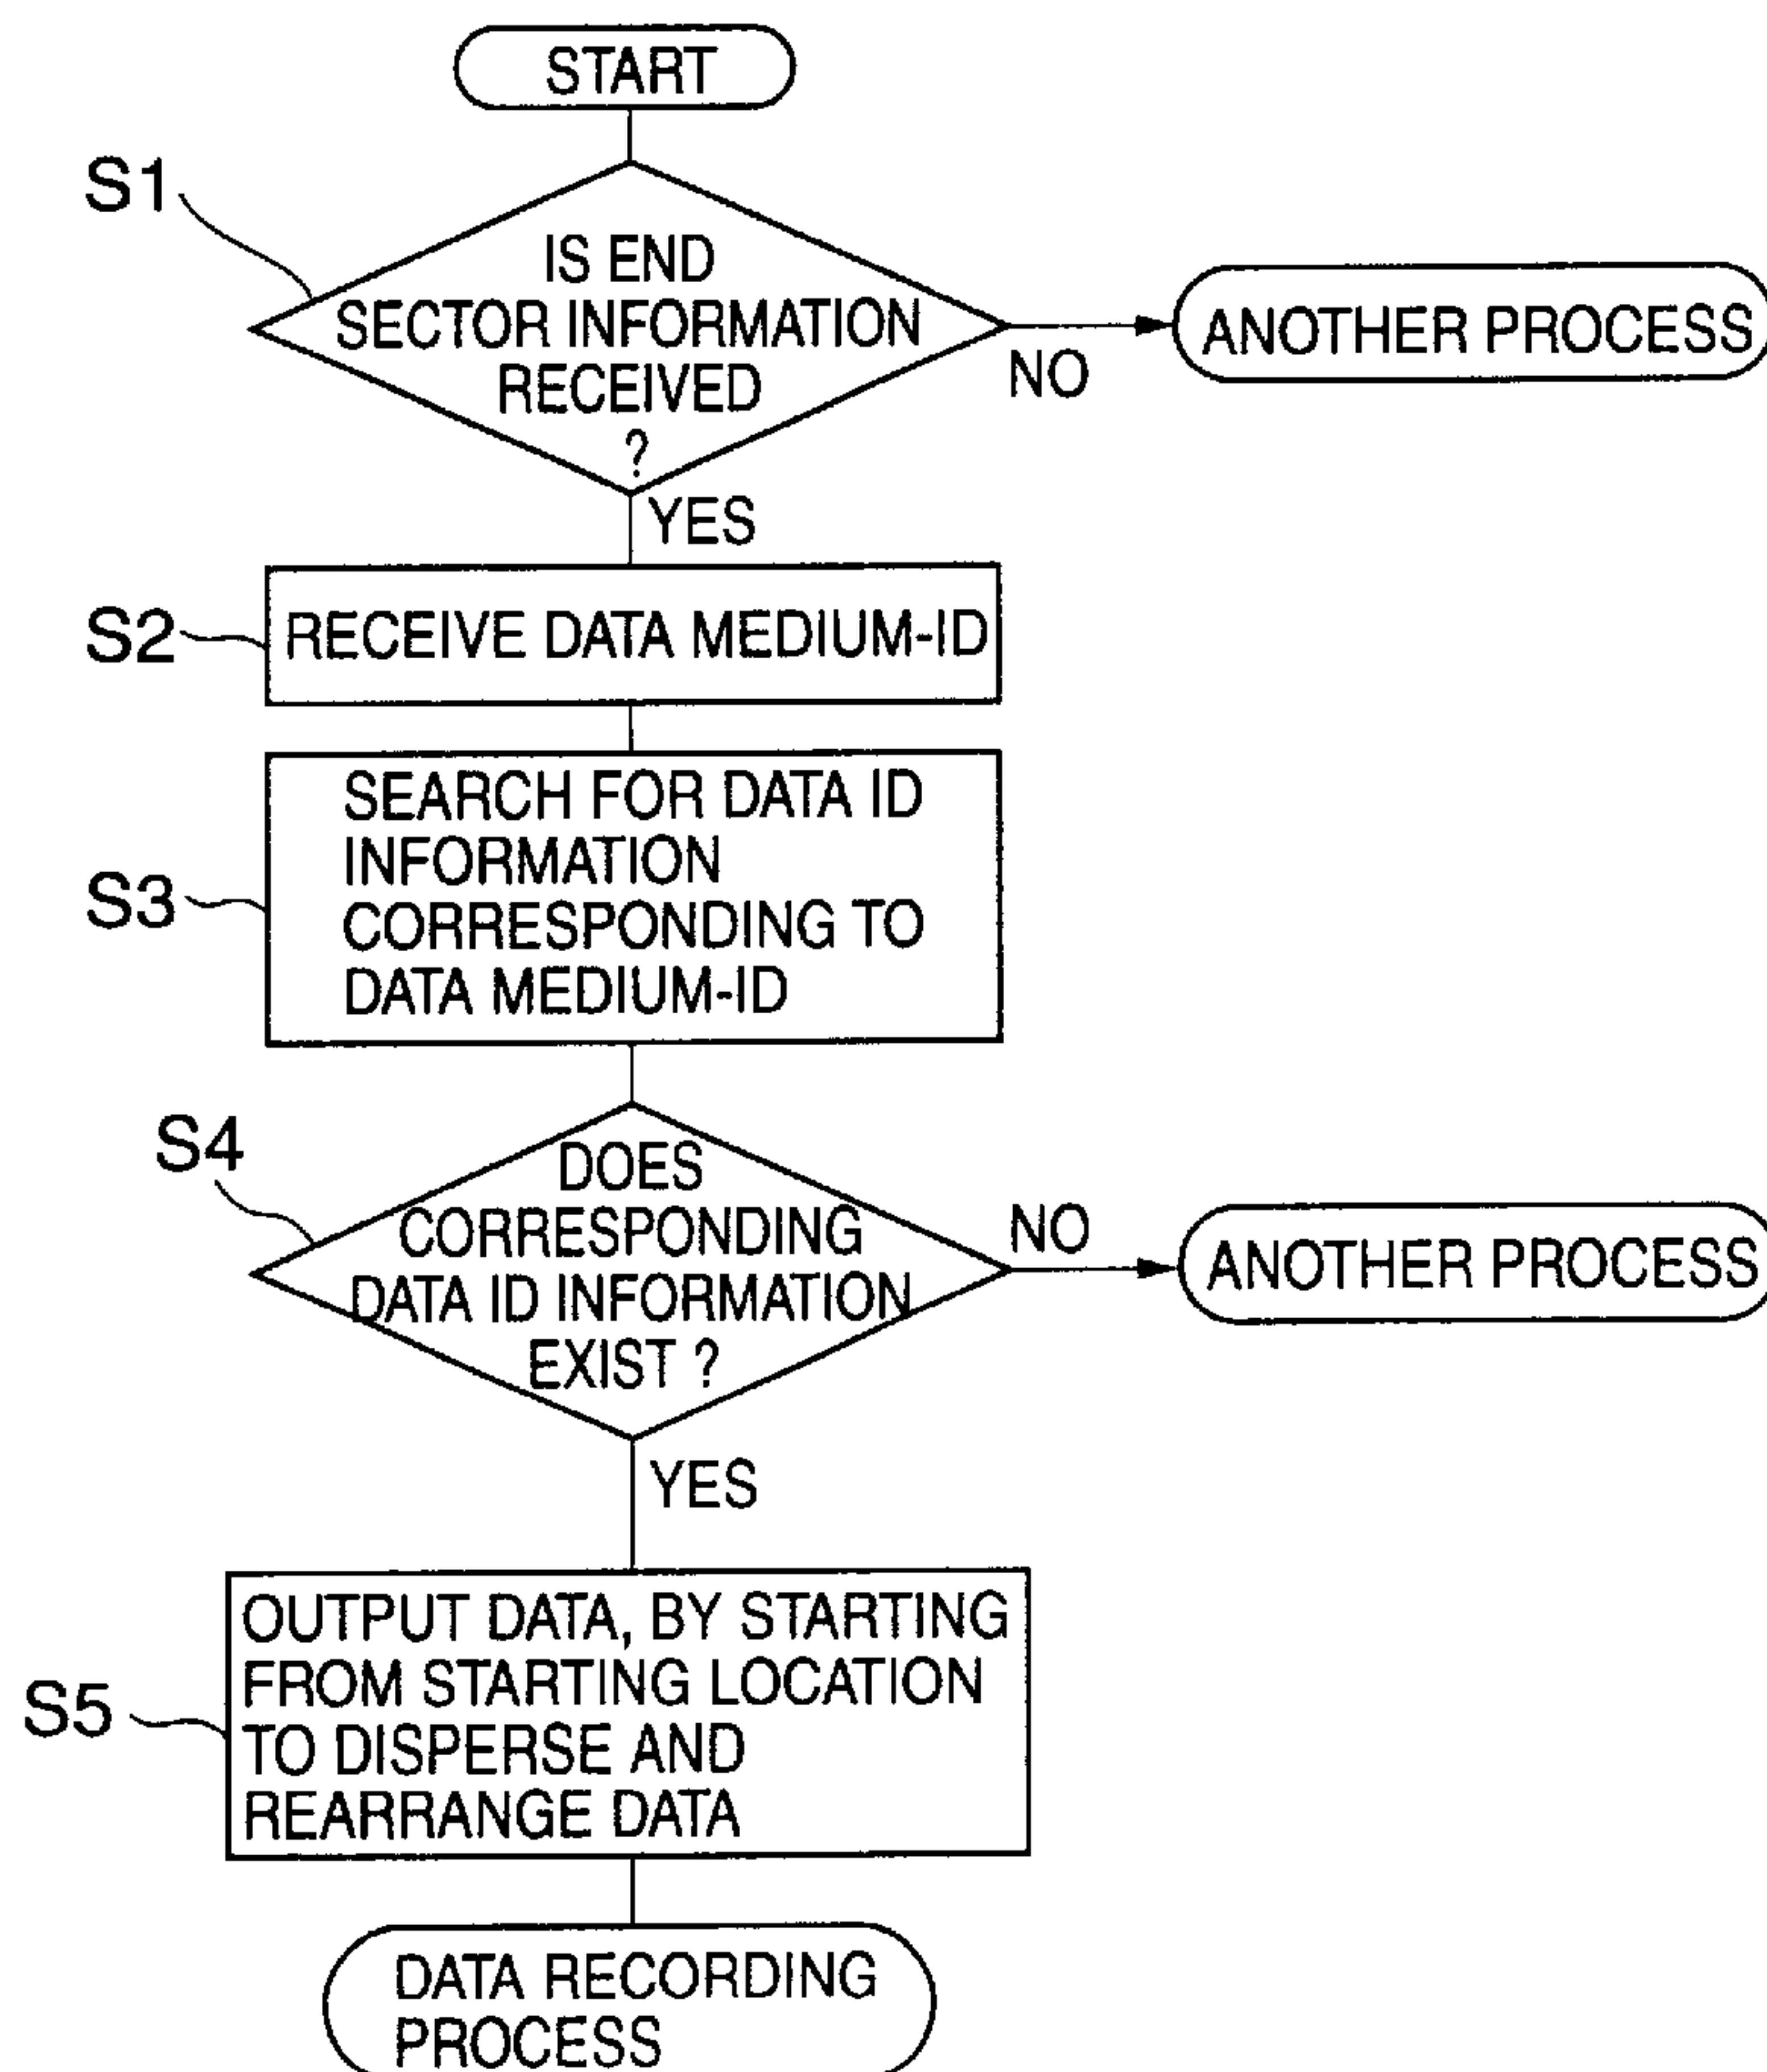 START
S1
IS END
SECTOR INFORMATION
RECEIVED
?
NO
ANOTHER PROCESS
YES
S2
RECEIVE DATA MEDIUM-ID
S3
SEARCH FOR DATA ID
INFORMATION
CORRESPONDING TO
DATA MEDIUM-ID
S4
DOES
CORRESPONDING
DATA ID INFORMATION
EXIST ?
NO
ANOTHER PROCESS
YES
S5
OUTPUT DATA, BY STARTING
FROM STARTING LOCATION
TO DISPERSE AND
REARRANGE DATA
DATA RECORDING
PROCESS